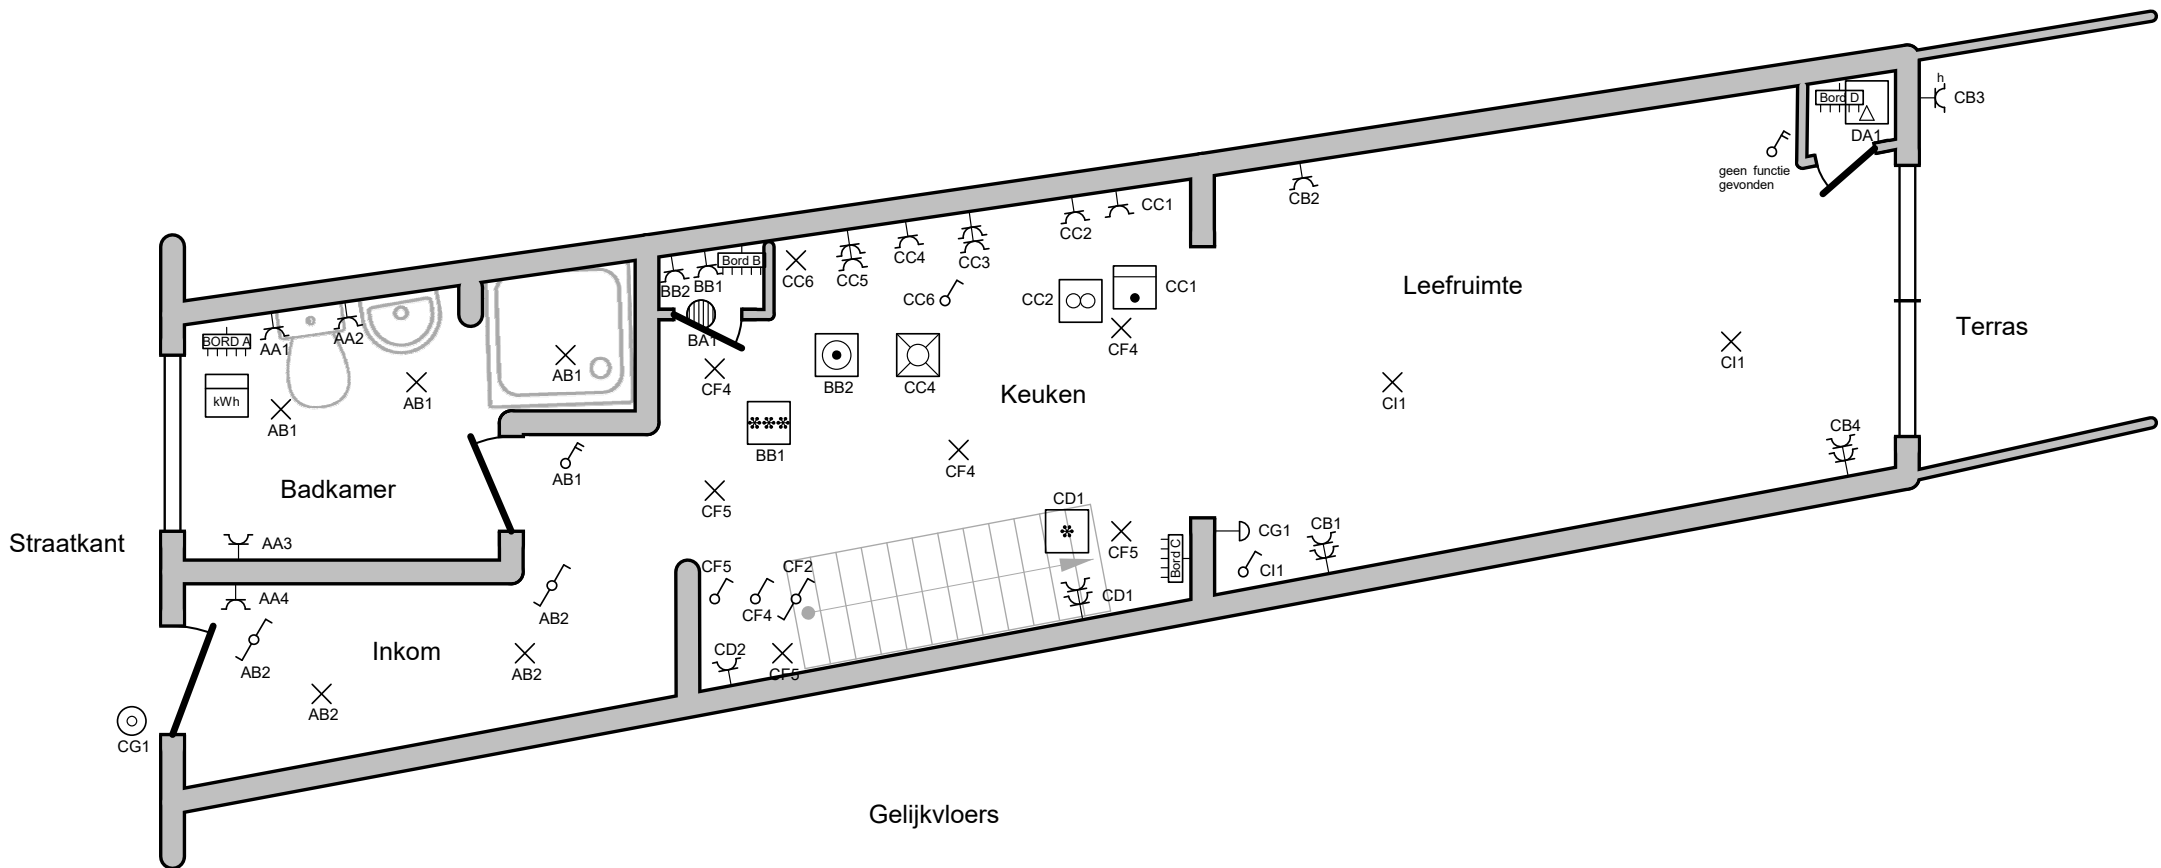 h
CB3
Bord D
DA1
geen functie
gevonden
CB2
CC1
CC2
CC4
CC3
CC5
CC6
Bord B
BB1
BB2
CC6
CC2
CC1
Leefruimte
Terras
BORD A
AA1
AA2
BA1
CF4
CI1
AB1
AB1
CF4
BB2
CC4
Keuken
CI1
kWh
AB1
BB1
CF4
CB4
AB1
Badkamer
CF5
CD1
Straatkant
AA3
CG1
CB1
CF5
Bord C
CI1
CF5
CF2
CD1
AA4
AB2
CF4
Inkom
AB2
AB2
CD2
CF5
AB2
CG1
Gelijkvloers